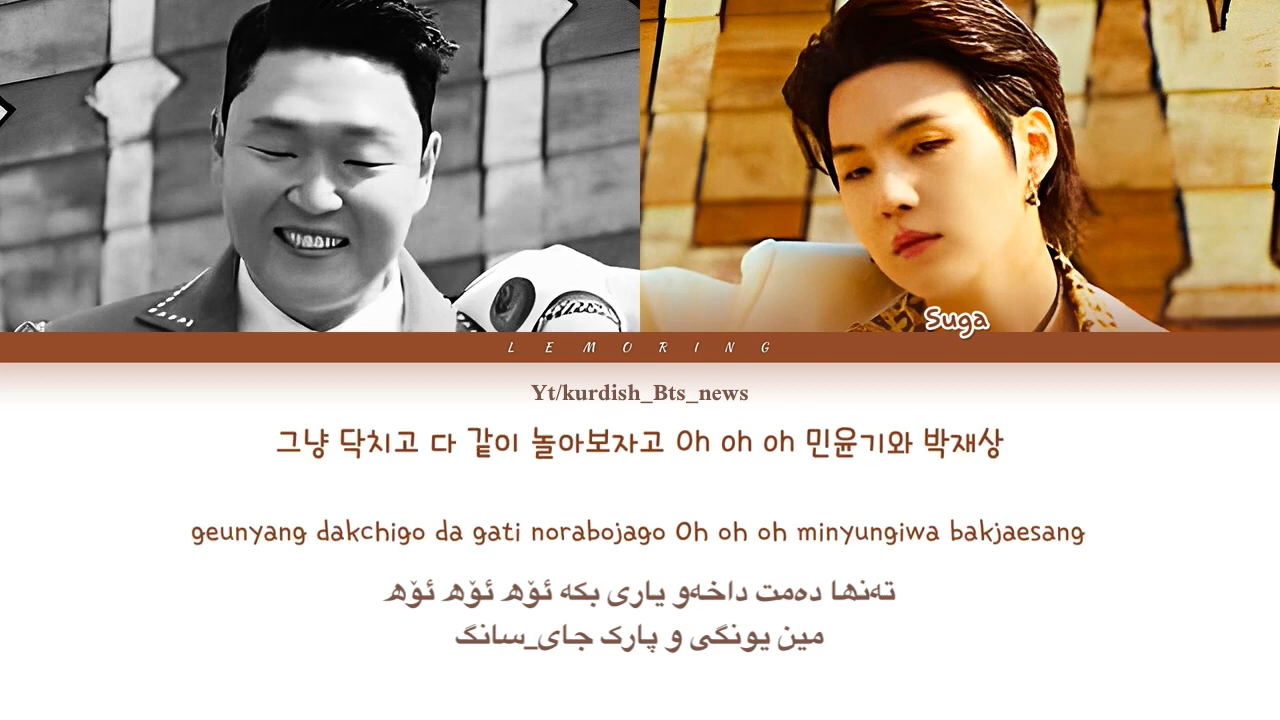 Suga
LEMORING
Yt/kurdish_Bts_news
그냥 닥치고 다 같이 놀아보자고 Oh oh oh 민윤기와 박재상
geunyang dakchigo da gati norabojago Oh oh oh minyungiwa bakjaesang
تەنها دەمت داخەو یاری بکە ئۆھ ئۆھ ئۆھ
مین یونگی و پارک جای_سانگ